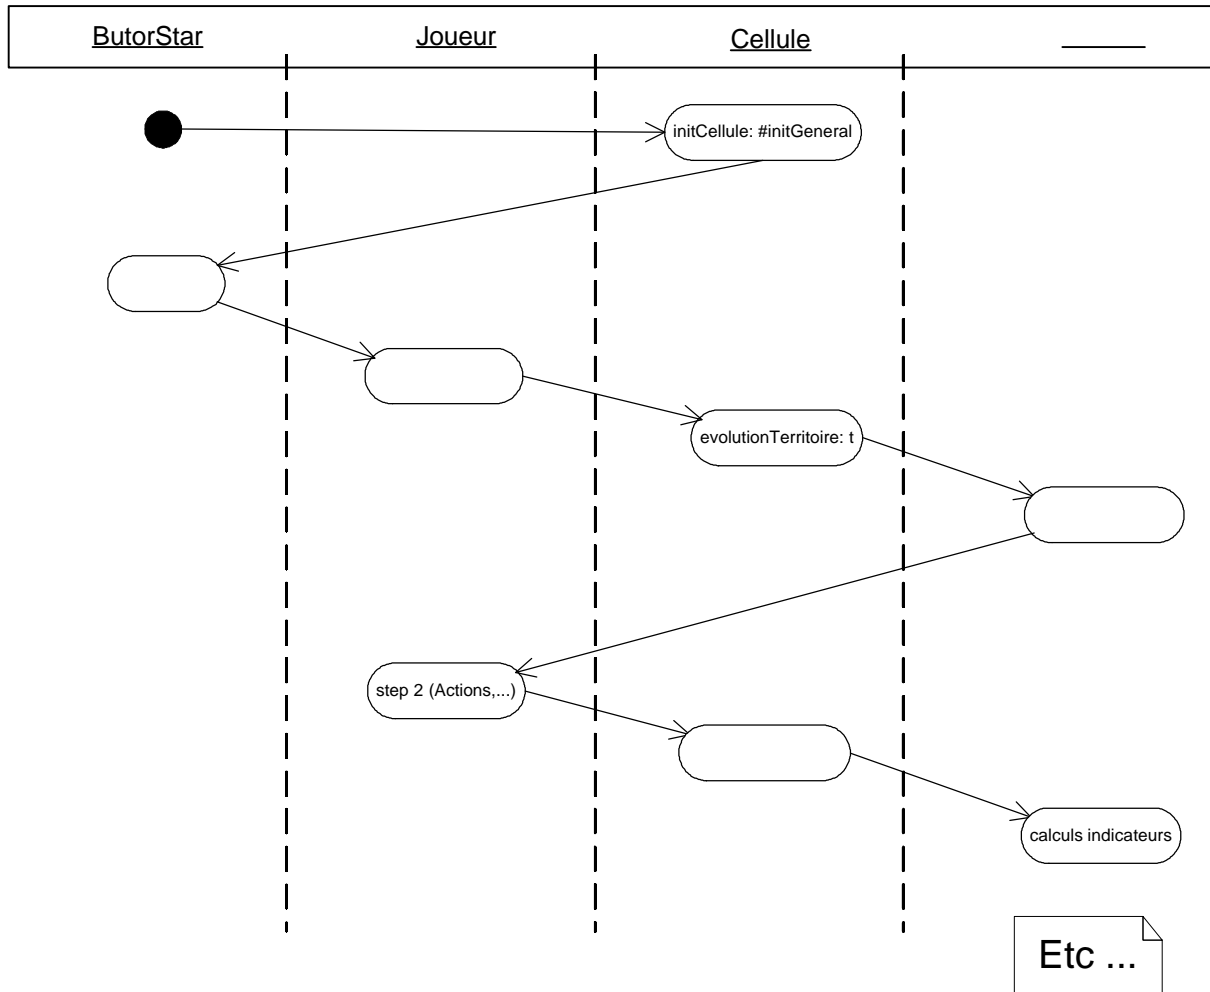 ButorStar
Joueur
Cellule
initCellule: #initGeneral
evolutionTerritoire: t
step 2 (Actions,...)
calculs indicateurs
Etc ...